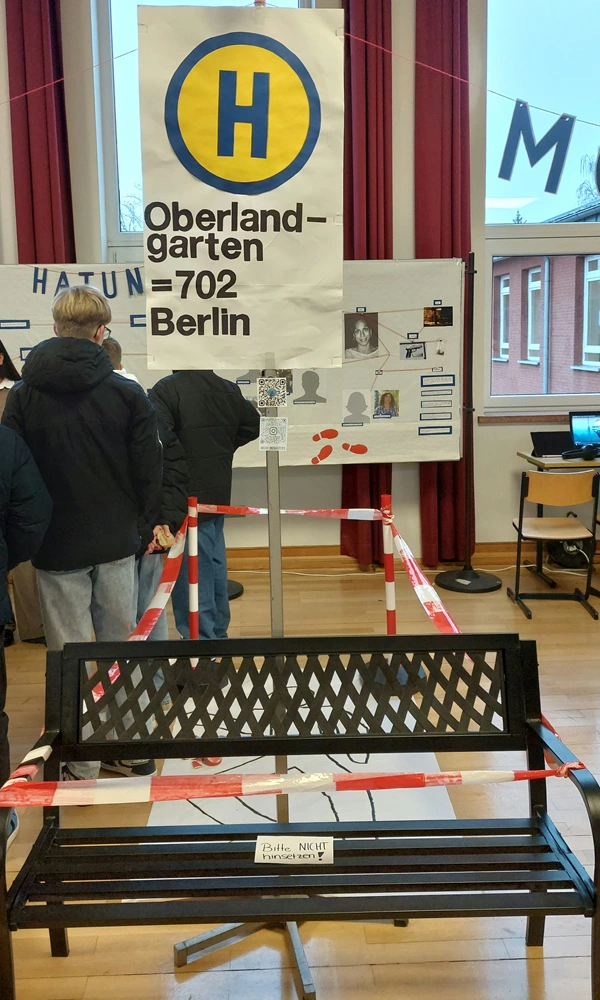 H
Oberland-
garten
=702
Berlin
HATUN
M
Bitte NICHT
hinsetzen!